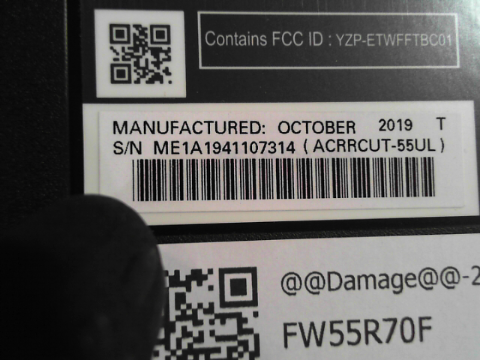 Contains FCC ID : YZP-ETWFFTBC01
MANUFACTURED: OCTOBER 2019 T
S/N ME1A1941107314 ( ACRRCUT-55UL )
@@Damage@@-2
FW55R70F